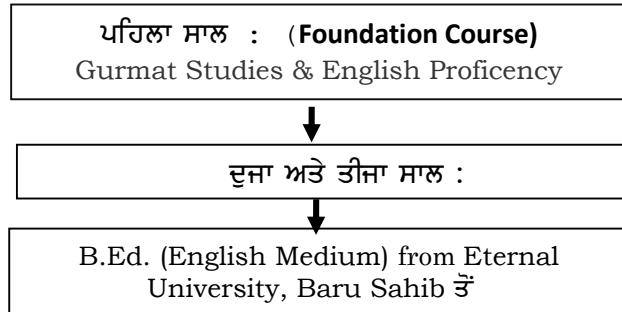 ਪਹਿਲਾ ਸਾਲ : (Foundation Course)
Gurmat Studies & English Proficency
ਦੁਜਾ ਅਤੇ ਤੀਜਾ ਸਾਲ :
B.Ed. (English Medium) from Eternal
University, Baru Sahib ਤੋਂ